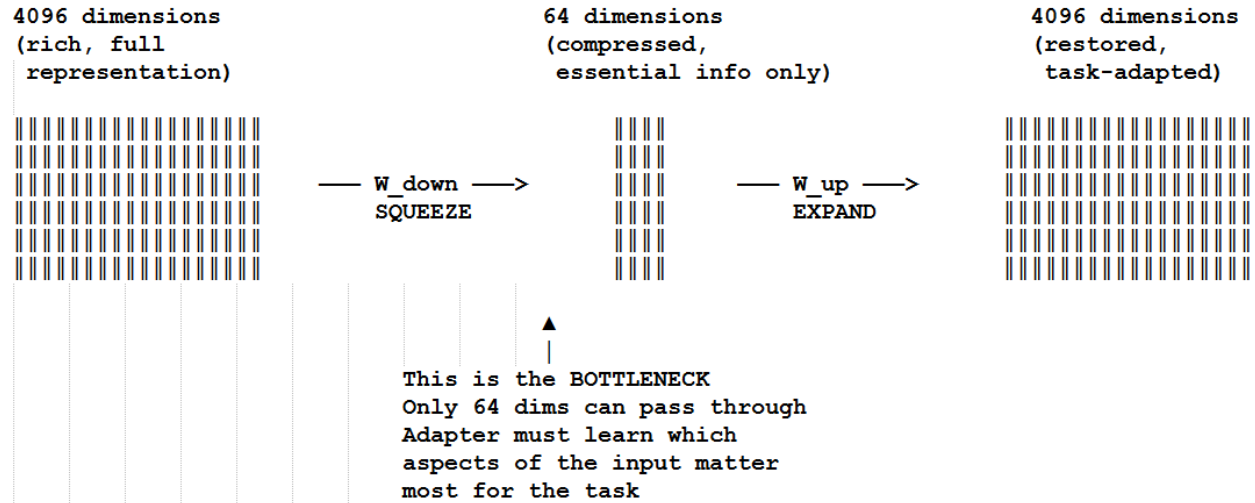 4096 dimensions
(rich, full
representation)
64 dimensions
(compressed,
essential info only)
4096 dimensions
(restored,
task-adapted)
W_down
SQUEEZE
W_up
EXPAND
This is the BOTTLENECK
Only 64 dims can pass through
Adapter must learn which
aspects of the input matter
most for the task